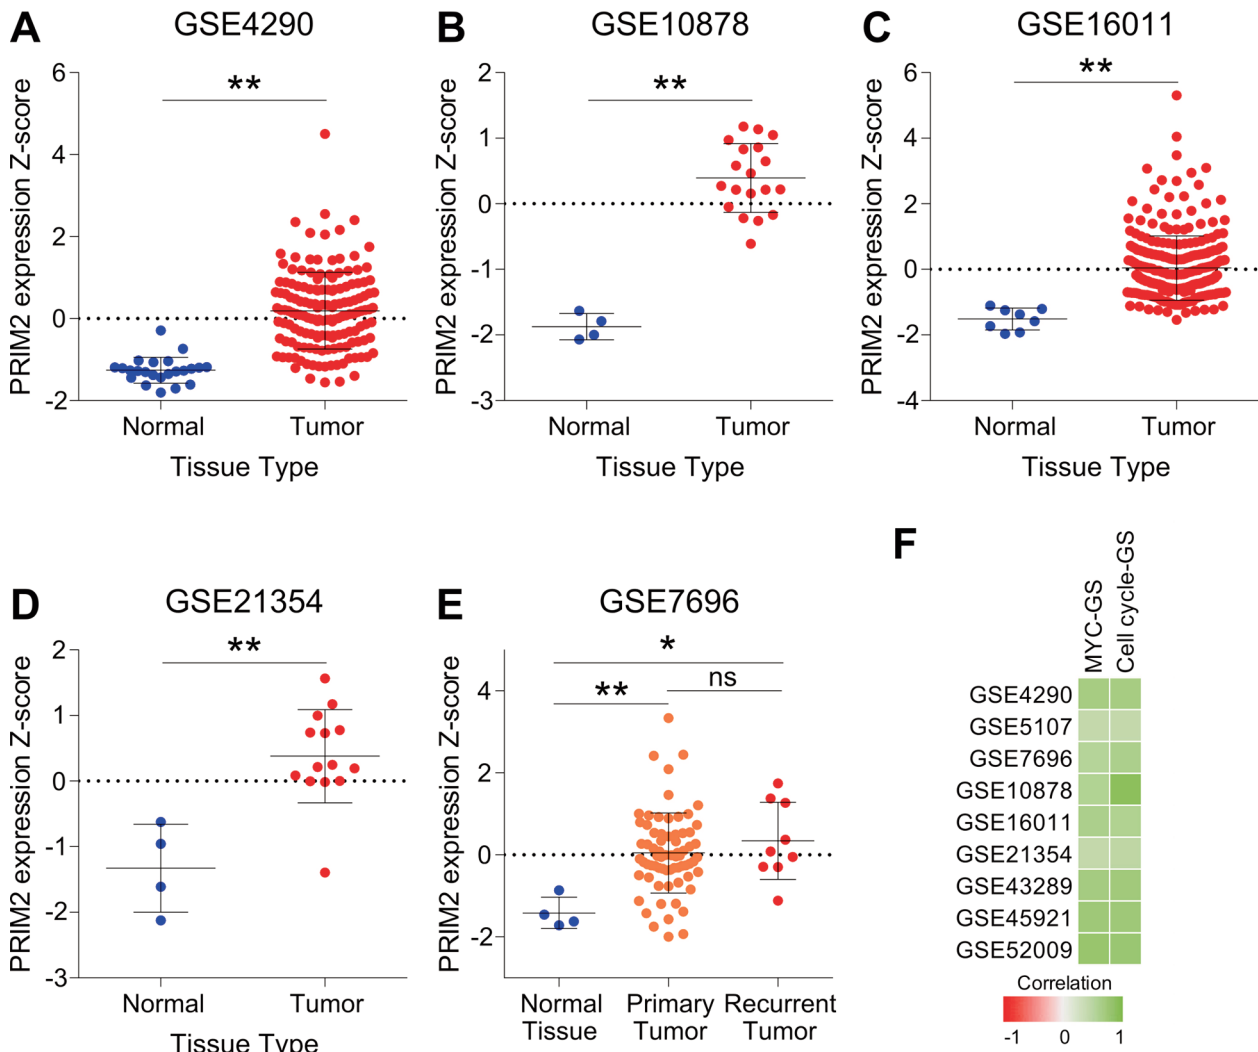 A GSE4290
**
PRIM2 expression Z-score
6
4
2
0
-2
Normal Tumor
Tissue Type
B GSE10878
**
PRIM2 expression Z-score
2
1
0
-1
-2
-3
Normal Tumor
Tissue Type
C GSE16011
**
PRIM2 expression Z-score
6
4
2
0
-2
-4
Normal Tumor
Tissue Type
D GSE21354
**
PRIM2 expression Z-score
2
1
0
-1
-2
-3
Normal Tumor
Tissue Type
E GSE7696
*
** ns
PRIM2 expression Z-score
4
2
0
-2
Normal Primary Recurrent
Tissue Tumor Tumor
F
MYC-GS
Cell cycle-GS
GSE4290
GSE5107
GSE7696
GSE10878
GSE16011
GSE21354
GSE43289
GSE45921
GSE52009
Correlation
-1 0 1